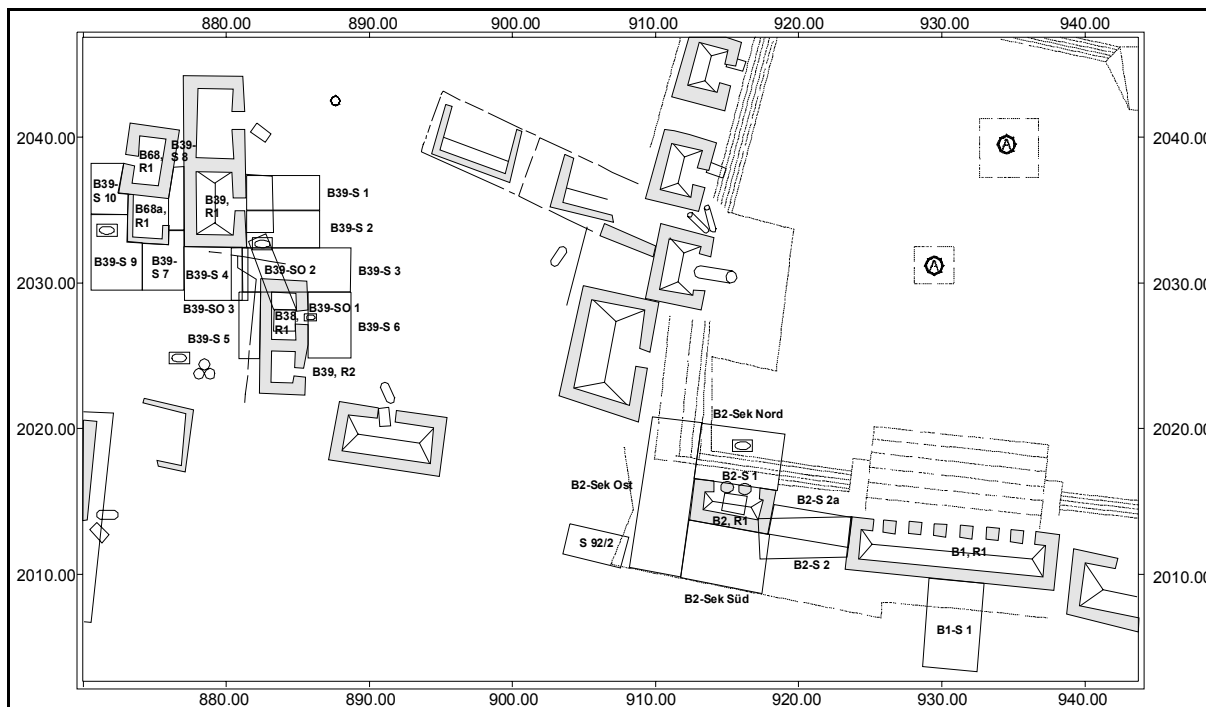 880.00 890.00 900.00 910.00 920.00 930.00 940.00
2040.00 2040.00
A
B68, R1
B39-S 8
B39-S 10
B39, R1
B39-S 1
B68a, R1
B39-S 2
B39-S 9
B39-S 7
B39-S 4
B39-SO 2
B39-S 3
A
2030.00 2030.00
B39-SO 3
B39-SO 1
B38, R1
B39-S 6
B39-S 5
B39, R2
B2-Sek Nord
2020.00 2020.00
B2-S 1
B2-Sek Ost
B2-S 2a
B2, R1
S 92/2
B1, R1
B2-S 2
2010.00 2010.00
B2-Sek Süd
B1-S 1
880.00 890.00 900.00 910.00 920.00 930.00 940.00